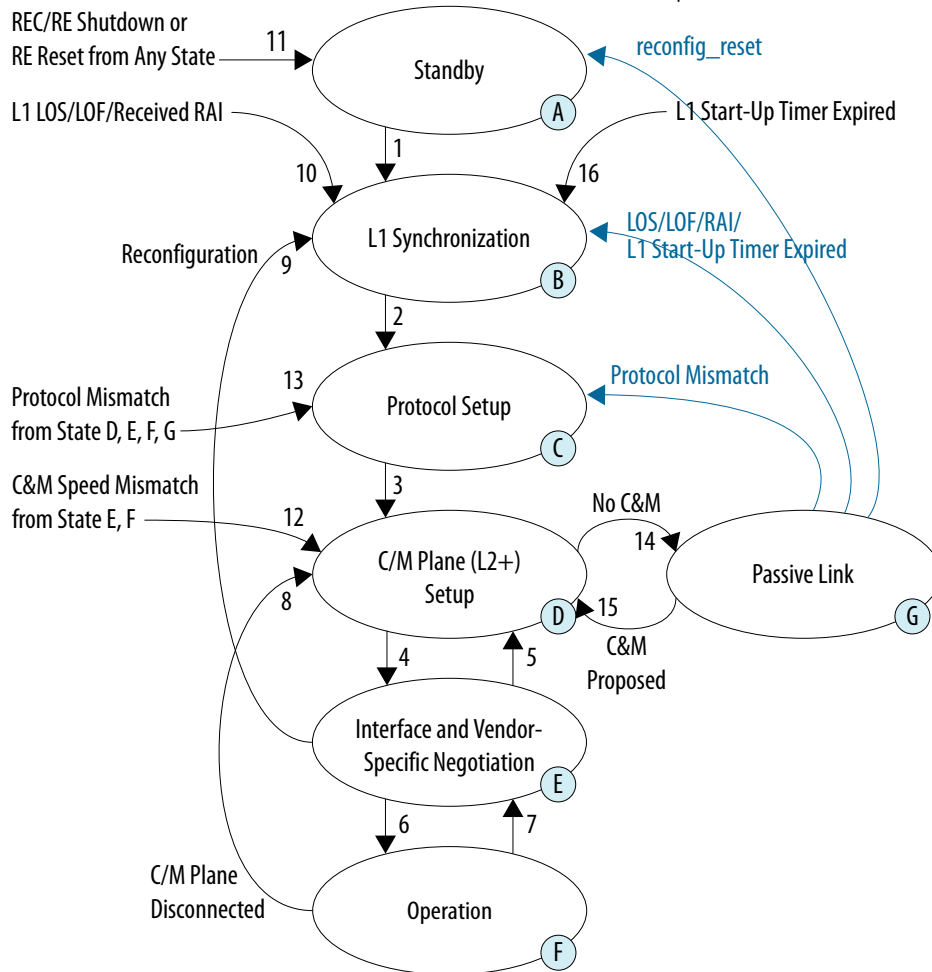 REC/RE Shutdown or
RE Reset from Any State
11
Standby
A
reconfig_reset
L1 LOS/LOF/Received RAI
L1 Start-Up Timer Expired
1
10
16
Reconfiguration
9
L1 Synchronization
B
LOS/LOF/RAI/
L1 Start-Up Timer Expired
2
13
Protocol Mismatch
from State D, E, F, G
Protocol Setup
C
Protocol Mismatch
3
C&M Speed Mismatch
from State E, F
12
No C&M
14
8
C/M Plane (L2+)
Setup
D
15
Passive Link
G
C&M
Proposed
4
5
Interface and Vendor-
Specific Negotiation
E
6
7
C/M Plane
Disconnected
Operation
F